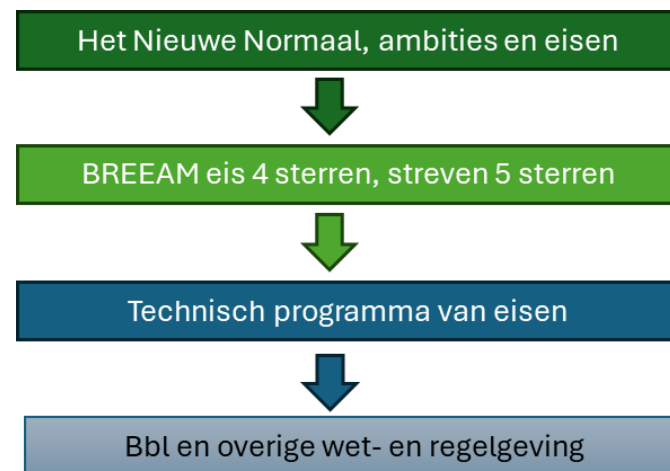 Het Nieuwe Normaal, ambities en eisen
BREEAM eis 4 sterren, streven 5 sterren
Technisch programma van eisen
Bbl en overige wet- en regelgeving